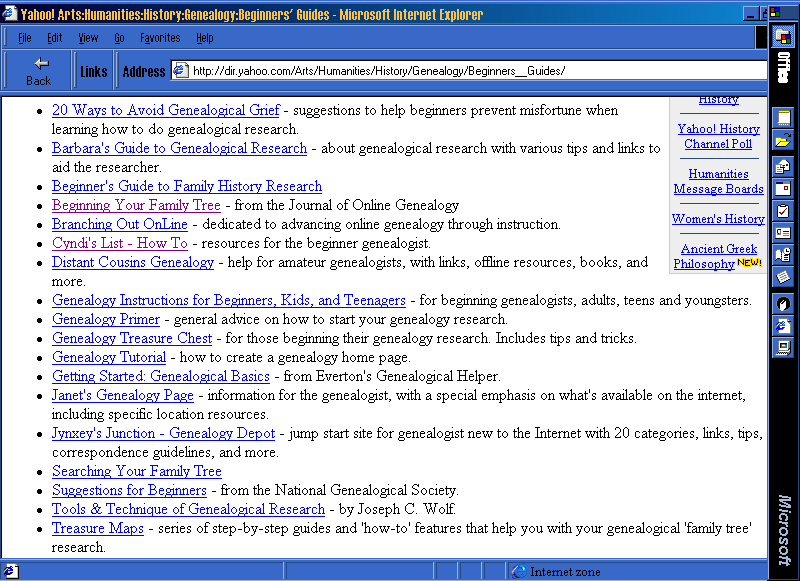 Yahoo! Arts:Humanities:History:Genealogy:Beginners' Guides - Microsoft Internet Explorer
File Edit View Go Favorites Help
Back Links Address http://dir.yahoo.com/Arts/Humanities/History/Genealogy/Beginners__Guides/
20 Ways to Avoid Genealogical Grief - suggestions to help beginners prevent misfortune when
learning how to do genealogical research.
Barbara's Guide to Genealogical Research - about genealogical research with various tips and links to
aid the researcher.
Beginner's Guide to Family History Research
Beginning Your Family Tree - from the Journal of Online Genealogy
Branching Out OnLine - dedicated to advancing online genealogy through instruction.
Cyndi's List - How To - resources for the beginner genealogist.
Distant Cousins Genealogy - help for amateur genealogists, with links, offline resources, books, and
more.
Genealogy Instructions for Beginners, Kids, and Teenagers - for beginning genealogists, adults, teens and youngsters.
Genealogy Primer - general advice on how to start your genealogy research.
Genealogy Treasure Chest - for those beginning their genealogy research. Includes tips and tricks.
Genealogy Tutorial - how to create a genealogy home page.
Getting Started: Genealogical Basics - from Everton's Genealogical Helper.
Janet's Genealogy Page - information for the genealogist, with a special emphasis on what's available on the internet,
including specific location resources.
Jynxey's Junction - Genealogy Depot - jump start site for genealogist new to the Internet with 20 categories, links, tips,
correspondence guidelines, and more.
Searching Your Family Tree
Suggestions for Beginners - from the National Genealogical Society.
Tools & Technique of Genealogical Research - by Joseph C. Wolf.
Treasure Maps - series of step-by-step guides and 'how-to' features that help you with your genealogical 'family tree'
research.
History
Yahoo! History
Channel Poll
Humanities
Message Boards
Women's History
Ancient Greek
Philosophy NEW!
Office
Microsoft
Internet zone